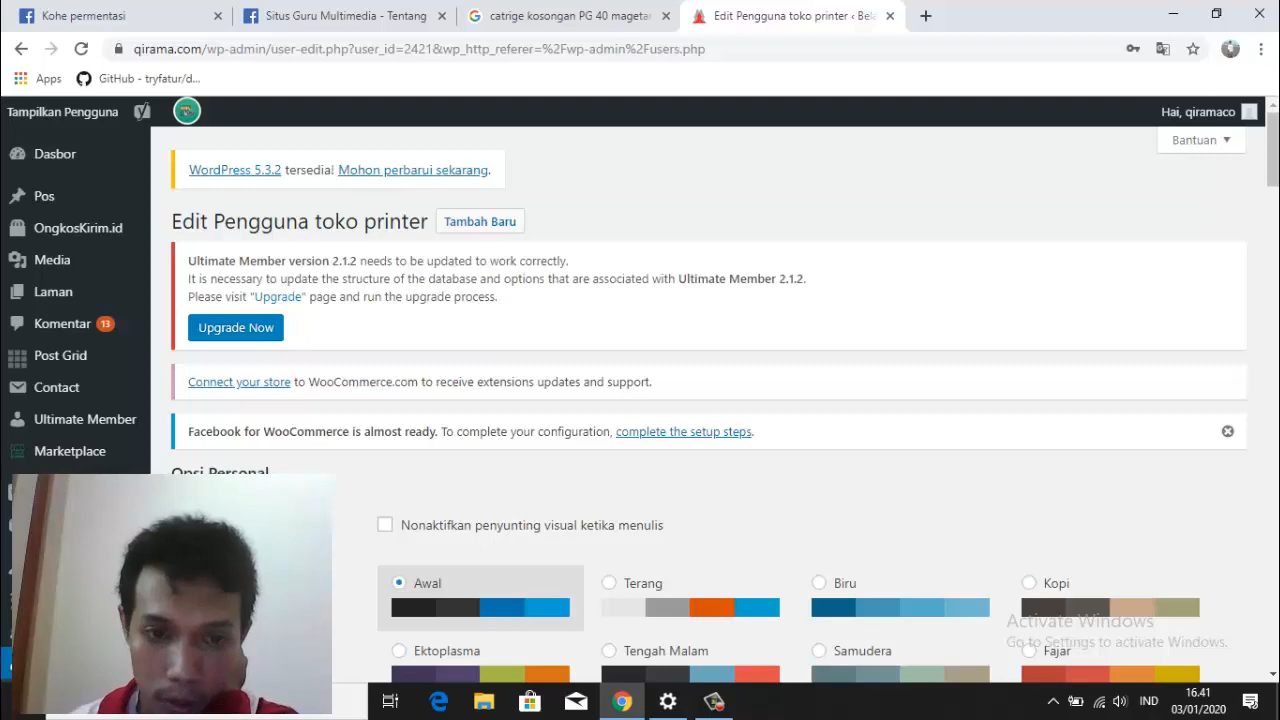 Kohe permentasi
Situs Guru Multimedia - Tentang
catrige kosongan PG 40 magetan
Edit Pengguna toko printer ‹ Bela
qirama.com/wp-admin/user-edit.php?user_id=2421&wp_http_referer=%2Fwp-admin%2Fusers.php
Apps
GitHub - tryfatur/d...
Tampilkan Pengguna
Hai, qiramaco
Bantuan
Dasbor
Pos
OngkosKirim.id
Media
Laman
Komentar 13
Post Grid
Contact
Ultimate Member
Marketplace
WordPress 5.3.2 tersedia! Mohon perbarui sekarang.
Edit Pengguna toko printer
Tambah Baru
Ultimate Member version 2.1.2 needs to be updated to work correctly.
It is necessary to update the structure of the database and options that are associated with Ultimate Member 2.1.2.
Please visit "Upgrade" page and run the upgrade process.
Upgrade Now
Connect your store to WooCommerce.com to receive extensions updates and support.
Facebook for WooCommerce is almost ready. To complete your configuration, complete the setup steps.
Opsi Personal
Nonaktifkan penyunting visual ketika menulis
Awal
Terang
Biru
Kopi
Ektoplasma
Tengah Malam
Samudera
Fajar
Activate Windows
Go to Settings to activate Windows.
IND
16.41
03/01/2020